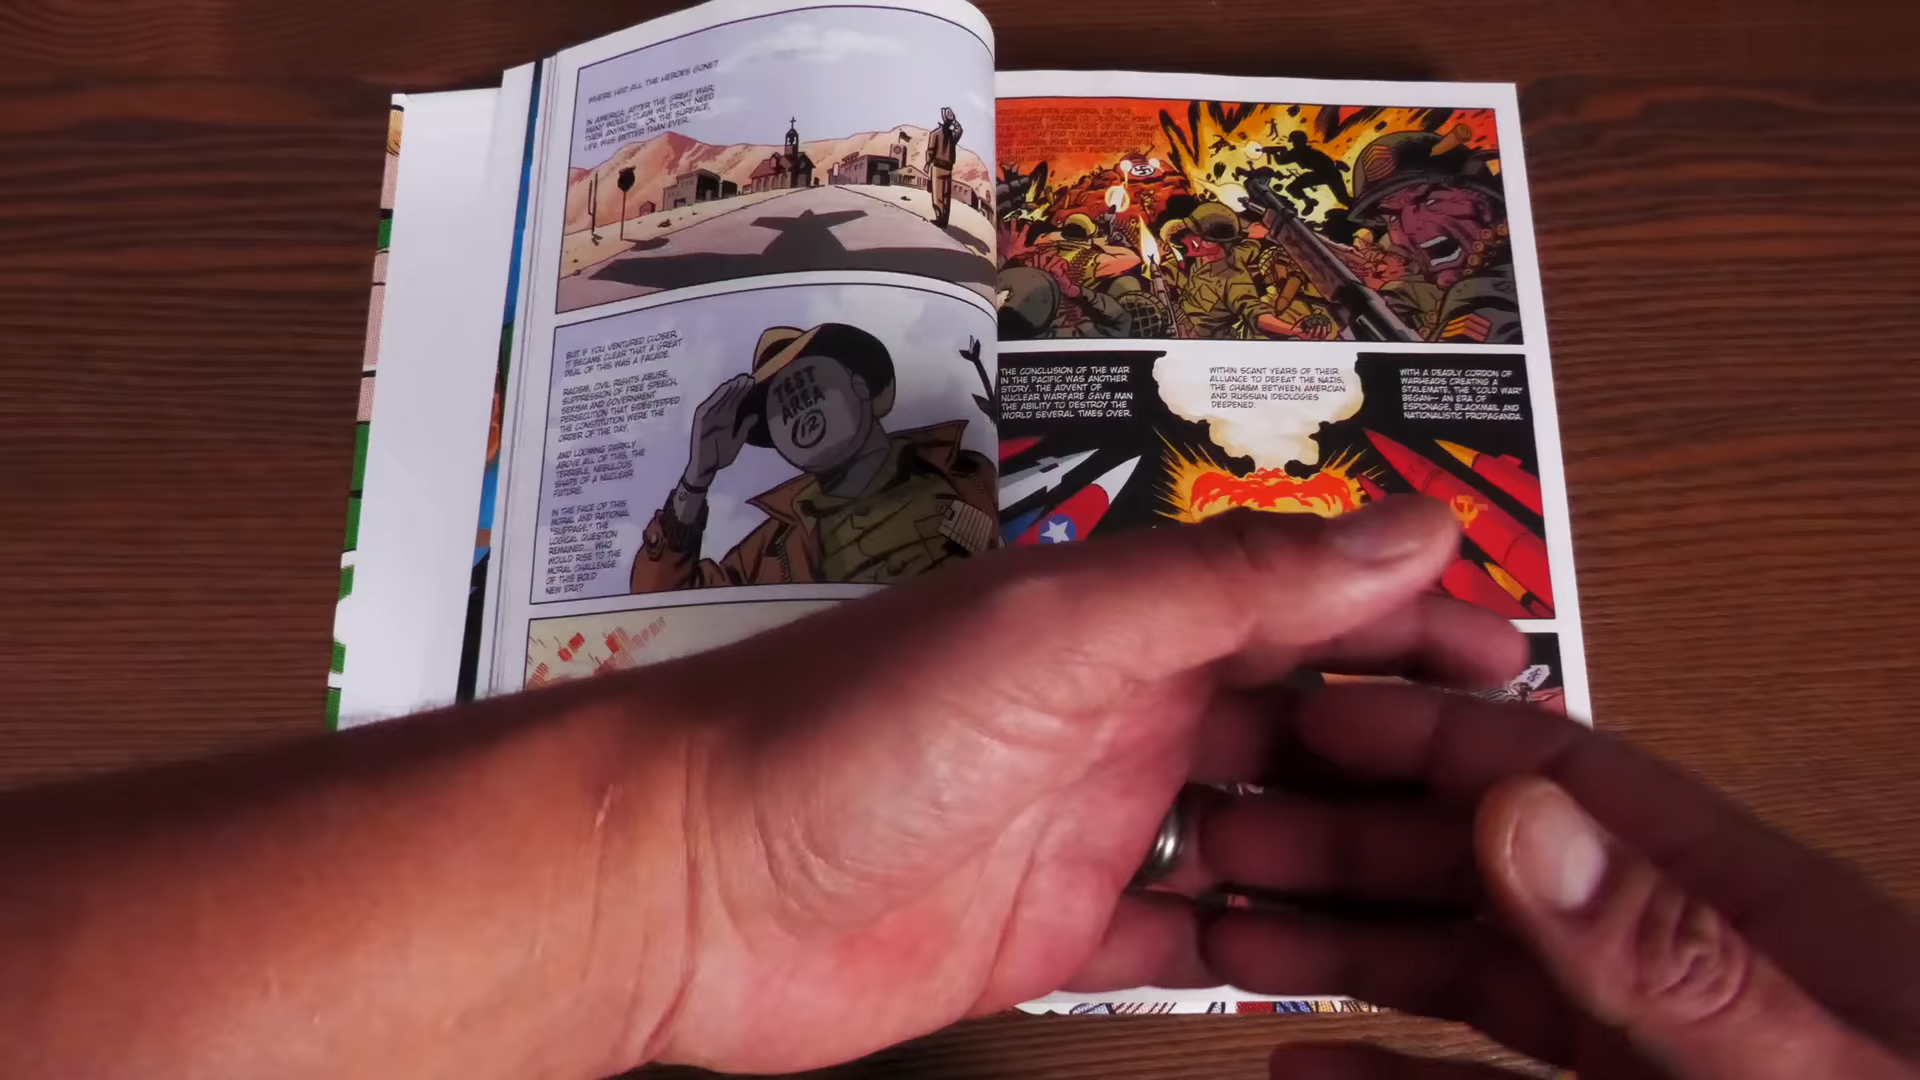 WHERE HAD ALL THE HEROES GONE?
IN AMERICA, AFTER THE GREAT WAR,
MANY WOULD CLAIM WE DIDN'T NEED
THEM ANYMORE. ON THE SURFACE,
LIFE WAS BETTER THAN EVER.
BUT IF YOU VENTURED CLOSER,
IT BECAME CLEAR THAT A GREAT
DEAL OF THIS WAS A FACADE.
RACISM, CIVIL RIGHTS ABUSE,
SUPPRESSION OF FREE SPEECH,
SEXISM AND GOVERNMENT
PERSECUTION THAT SIDESTEPPED
THE CONSTITUTION WERE THE
ORDER OF THE DAY.
AND LOOMING DARKLY
ABOVE ALL OF THIS, THE
TERRIBLE, NEBULOUS
SHAPE OF A NUCLEAR
FUTURE.
IN THE FACE OF THIS
MORAL AND RATIONAL
"SLIPPAGE," THE
LOGICAL QUESTION
REMAINED... WHO
WOULD RISE TO THE
MORAL CHALLENGE
OF THIS BOLD
NEW ERA?
TEST
AREA
12
THE CONCLUSION OF THE WAR
IN THE PACIFIC WAS ANOTHER
STORY. THE ADVENT OF
NUCLEAR WARFARE GAVE MAN
THE ABILITY TO DESTROY THE
WORLD SEVERAL TIMES OVER.
WITHIN SCANT YEARS OF THEIR
ALLIANCE TO DEFEAT THE NAZIS,
THE CHASM BETWEEN AMERCIAN
AND RUSSIAN IDEOLOGIES
DEEPENED.
WITH A DEADLY CORDON OF
WARHEADS CREATING A
STALEMATE, THE "COLD WAR"
BEGAN-- AN ERA OF
ESPIONAGE, BLACKMAIL AND
NATIONALISTIC PROPAGANDA.